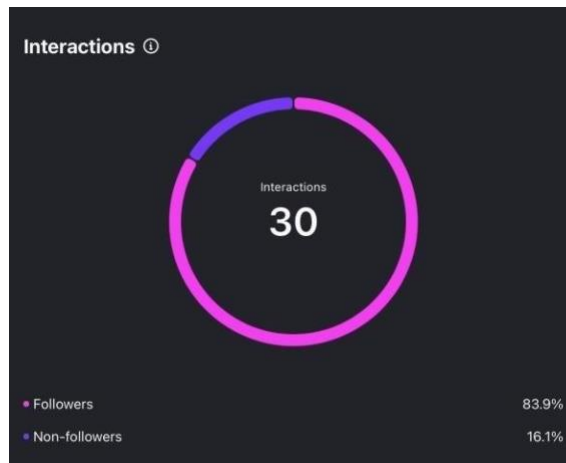 Interactions
Interactions
30
Followers 83.9%
Non-followers 16.1%